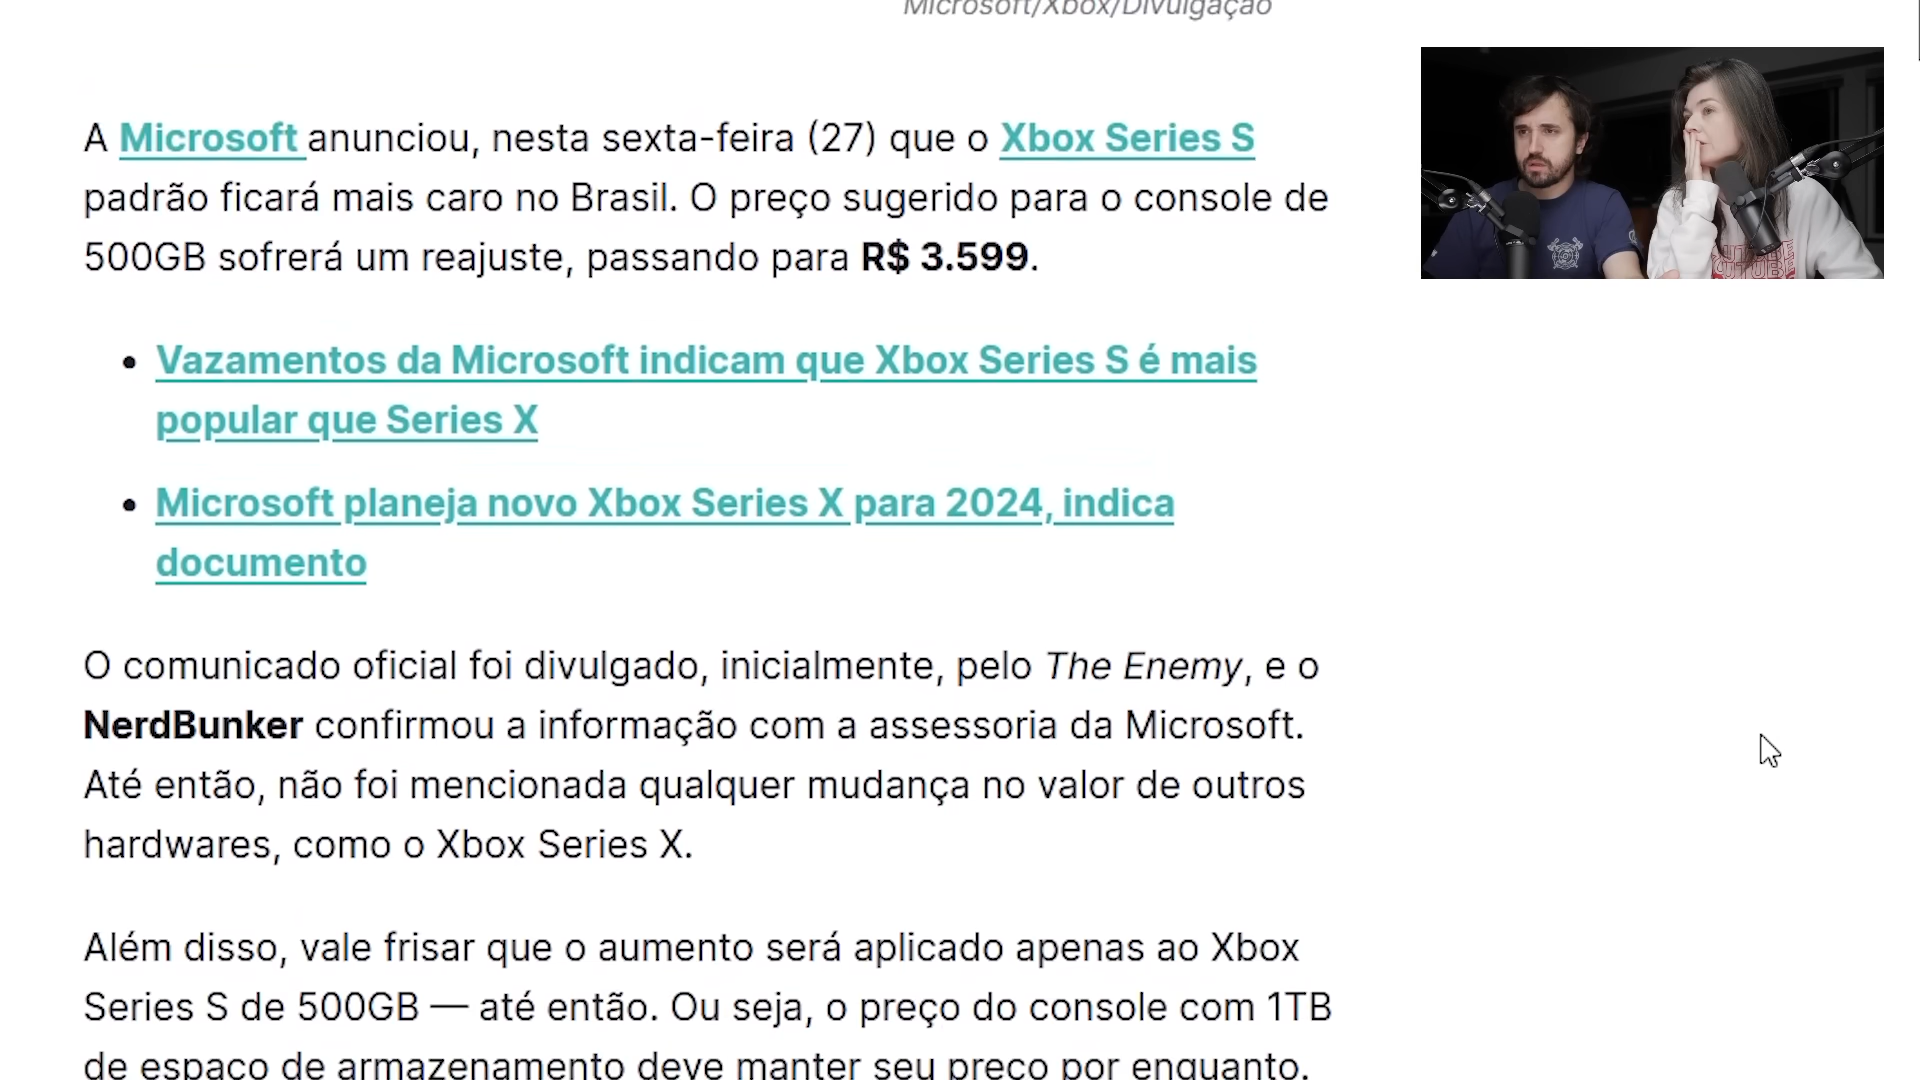 Microsoft/Xbox/Divulgação
A Microsoft anunciou, nesta sexta-feira (27) que o Xbox Series S
padrão ficará mais caro no Brasil. O preço sugerido para o console de
500GB sofrerá um reajuste, passando para R$ 3.599.
• Vazamentos da Microsoft indicam que Xbox Series S é mais
popular que Series X
• Microsoft planeja novo Xbox Series X para 2024, indica
documento
O comunicado oficial foi divulgado, inicialmente, pelo The Enemy, e o
NerdBunker confirmou a informação com a assessoria da Microsoft.
Até então, não foi mencionada qualquer mudança no valor de outros
hardwares, como o Xbox Series X.
Além disso, vale frisar que o aumento será aplicado apenas ao Xbox
Series S de 500GB — até então. Ou seja, o preço do console com 1TB
de espaço de armazenamento deve manter seu preço por enquanto.